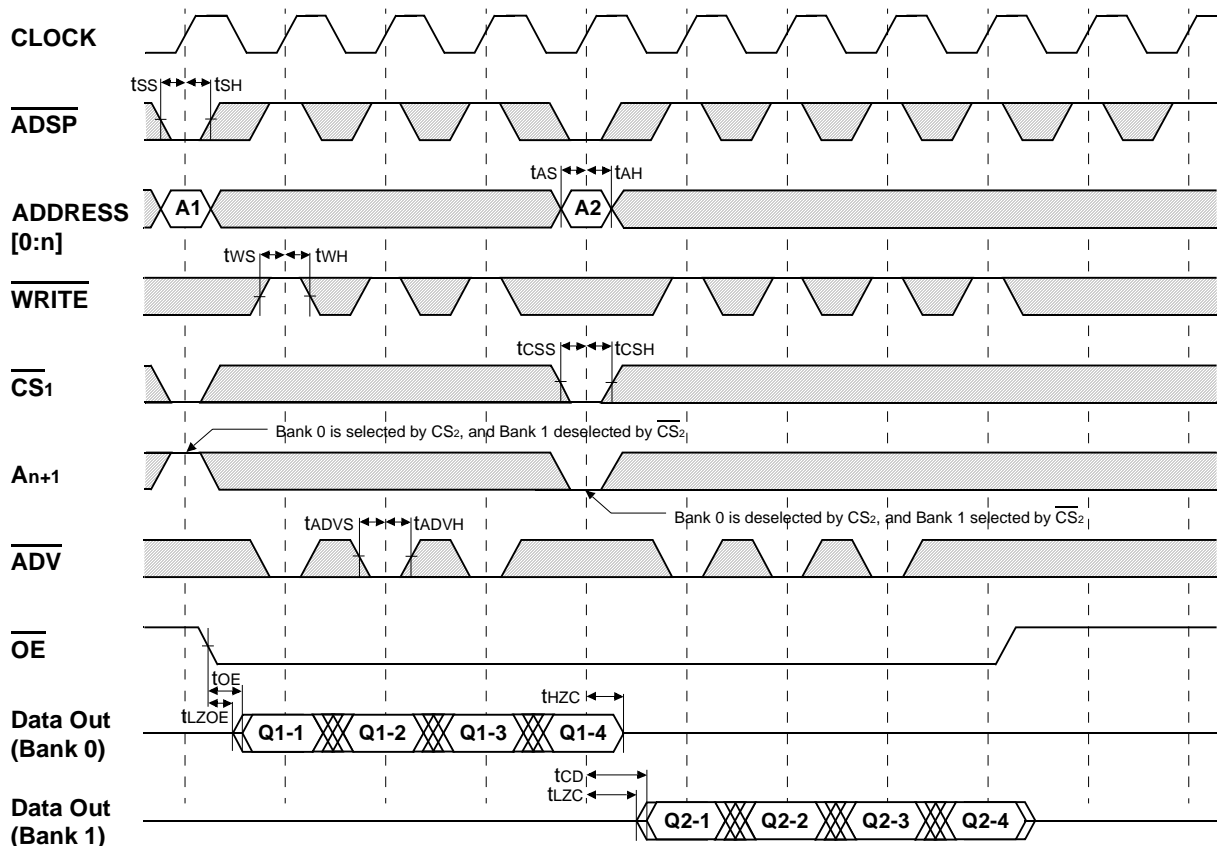 CLOCK
tSS tSH
ADSP
tAS tAH
ADDRESS
[0:n]
A1 A2
tWS tWH
WRITE
tCSS tCSH
CS1
Bank 0 is selected by CS2, and Bank 1 deselected by CS2
An+1
Bank 0 is deselected by CS2, and Bank 1 selected by CS2
tADVS tADVH
ADV
OE
tOE
tHZC
tLZOE
Data Out
(Bank 0)
Q1-1 Q1-2 Q1-3 Q1-4
tCD
tLZC
Data Out
(Bank 1)
Q2-1 Q2-2 Q2-3 Q2-4